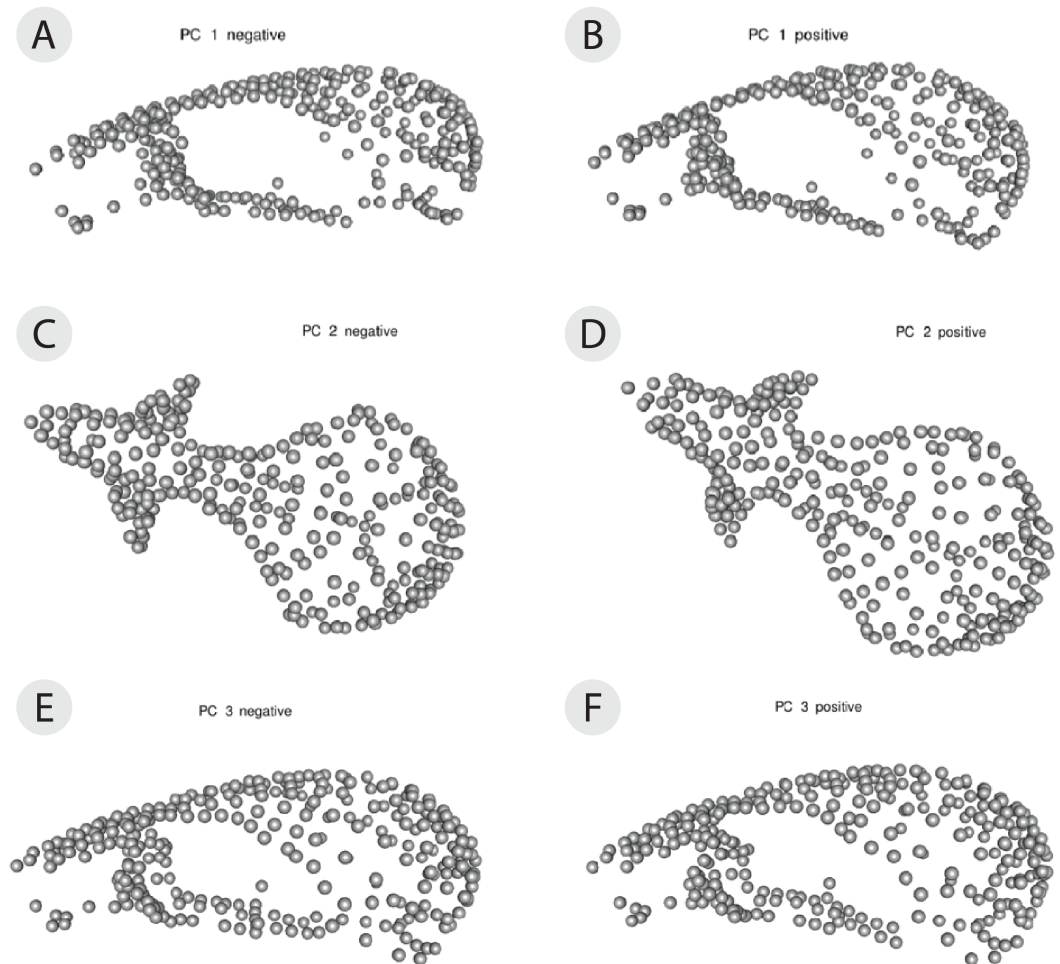 A
PC 1 negative
B
PC 1 positive
C
PC 2 negative
D
PC 2 positive
E
PC 3 negative
F
PC 3 positive